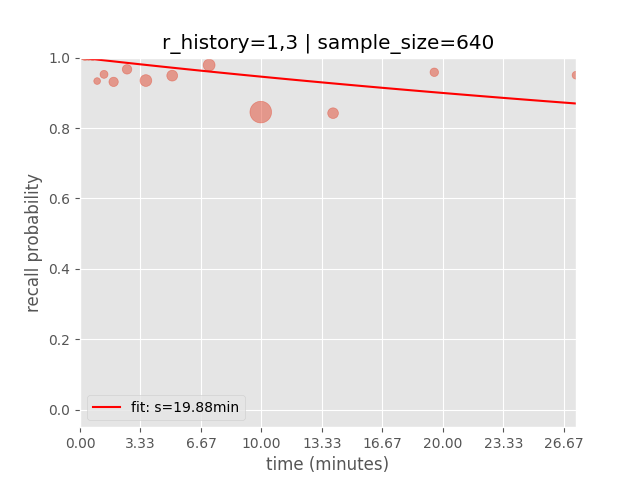 r_history=1,3 | sample_size=640
1.0
0.8
0.6
0.4
0.2
0.0
recall probability
fit: s=19.88min
0.00 3.33 6.67 10.00 13.33 16.67 20.00 23.33 26.67
time (minutes)